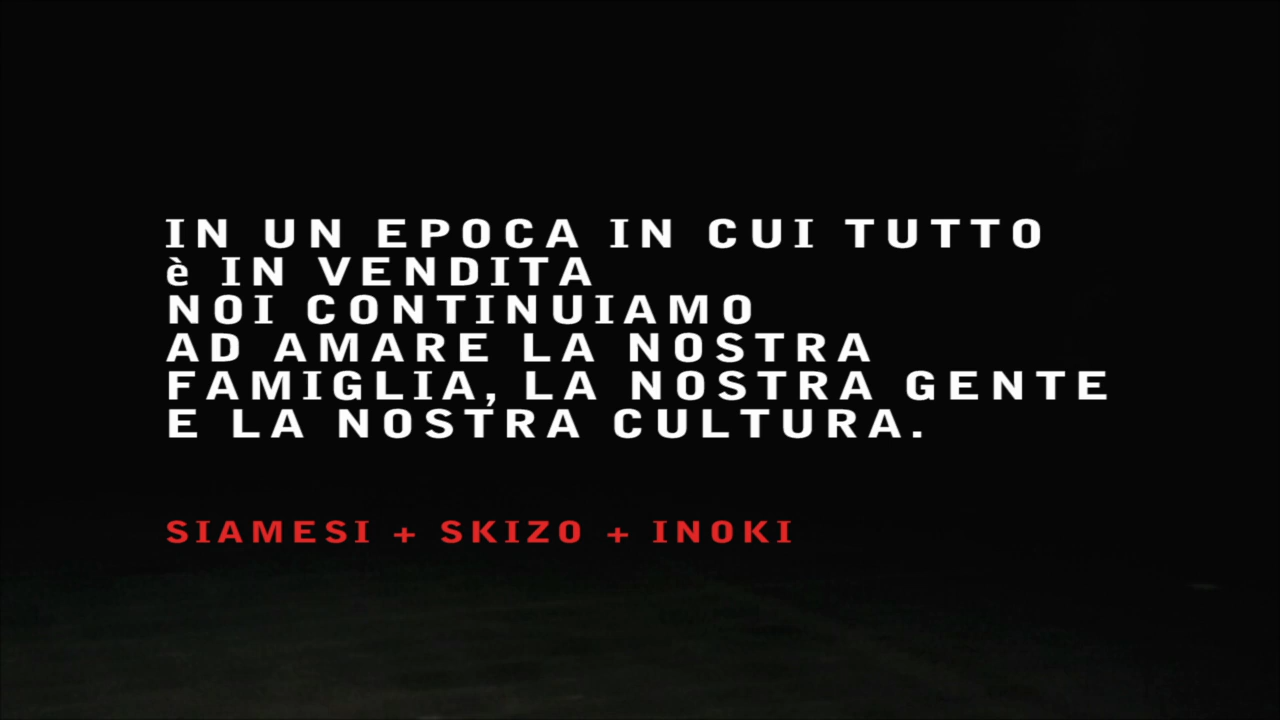 IN UN EPOCA IN CUI TUTTO
è IN VENDITA
NOI CONTINUIAMO
AD AMARE LA NOSTRA
FAMIGLIA, LA NOSTRA GENTE
E LA NOSTRA CULTURA.
SIAMESI + SKIZO + INOKI